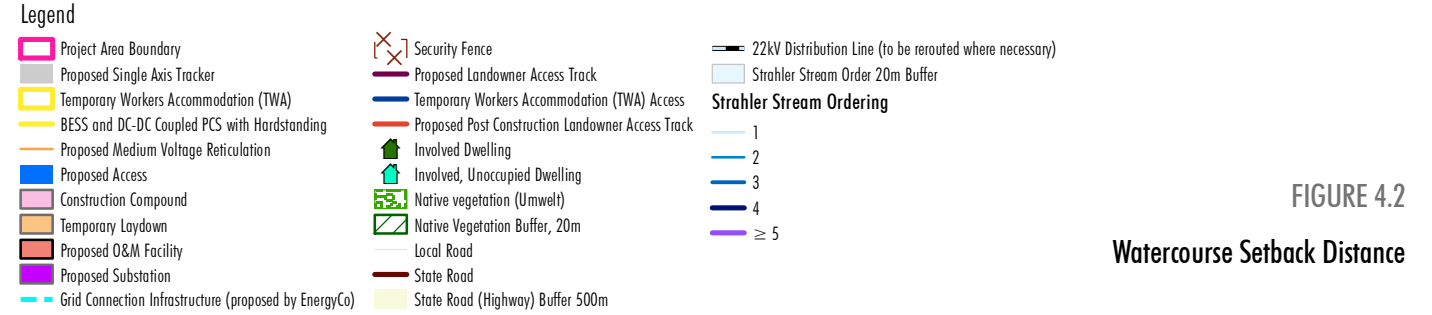 Legend
Project Area Boundary
Proposed Single Axis Tracker
Temporary Workers Accommodation (TWA)
BESS and DC-DC Coupled PCS with Hardstanding
Proposed Medium Voltage Reticulation
Proposed Access
Construction Compound
Temporary Laydown
Proposed O&M Facility
Proposed Substation
Grid Connection Infrastructure (proposed by EnergyCo)
Security Fence
Proposed Landowner Access Track
Temporary Workers Accommodation (TWA) Access
Proposed Post Construction Landowner Access Track
Involved Dwelling
Involved, Unoccupied Dwelling
Native vegetation (Umwelt)
Native Vegetation Buffer, 20m
Local Road
State Road
State Road (Highway) Buffer 500m
22kV Distribution Line (to be rerouted where necessary)
Strahler Stream Order 20m Buffer
Strahler Stream Ordering
1
2
3
4
≥ 5
FIGURE 4.2
Watercourse Setback Distance